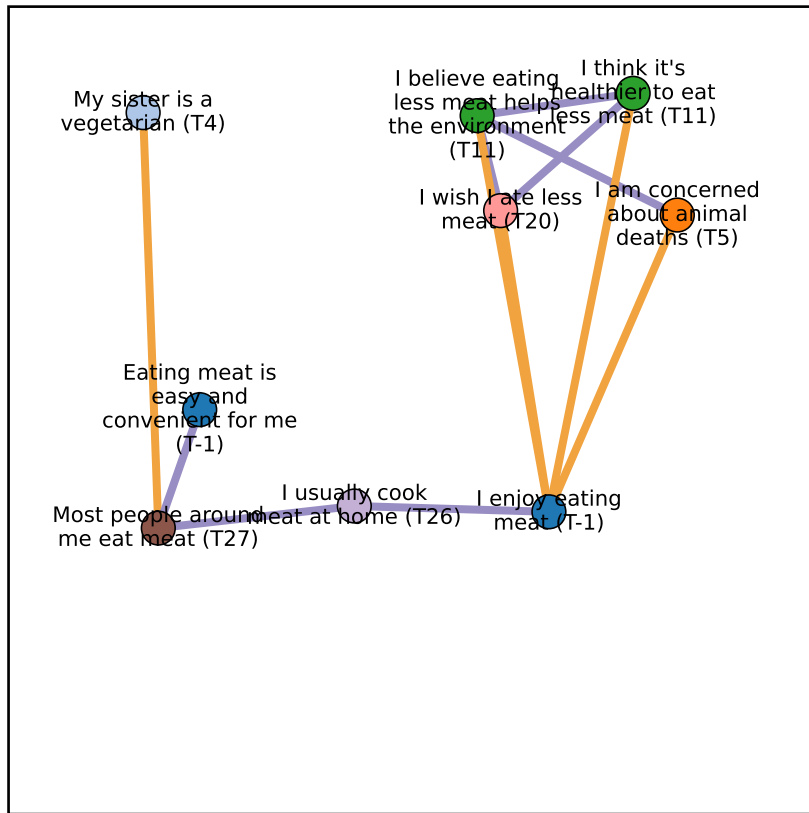 My sister is a
vegetarian (T4)
I believe eating
less meat helps
the environment
(T11)
I think it's
healthier to eat
less meat (T11)
I wish I ate less
meat (T20)
I am concerned
about animal
deaths (T5)
Eating meat is
easy and
convenient for me
(T-1)
Most people around
me eat meat (T27)
I usually cook
meat at home (T26)
I enjoy eating
meat (T-1)